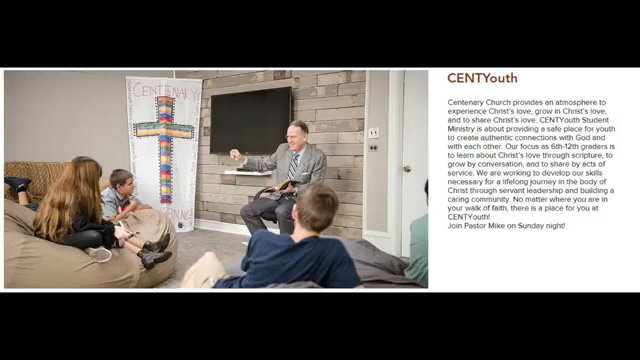 CENTYouth
Centenary Church provides an atmosphere to
experience Christ's love, grow in Christ's love,
and to share Christ's love. CENTYouth Student
Ministry is about providing a safe place for youth
to create authentic connections with God and
with each other. Our focus as 6th-12th graders is
to learn about Christ's love through scripture, to
grow by conversation, and to share by acts of
service. We are working to develop our skills
necessary for a lifelong journey in the body of
Christ through servant leadership and building a
caring community. No matter where you are in
your walk of faith, there is a place for you at
CENTYouth!
Join Pastor Mike on Sunday night!
CENTENARY